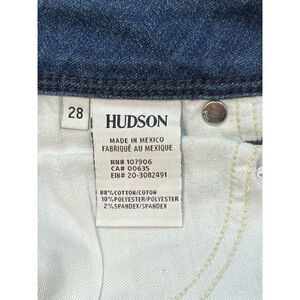 28
HUDSON
MADE IN MEXICO
FABRIQUÉ AU MEXIQUE
RN# 107906
CA# 00635
EIN# 20-3082491
88%COTTON/COTON
10%POLYESTER/POLYESTER
2%SPANDEX/SPANDEX